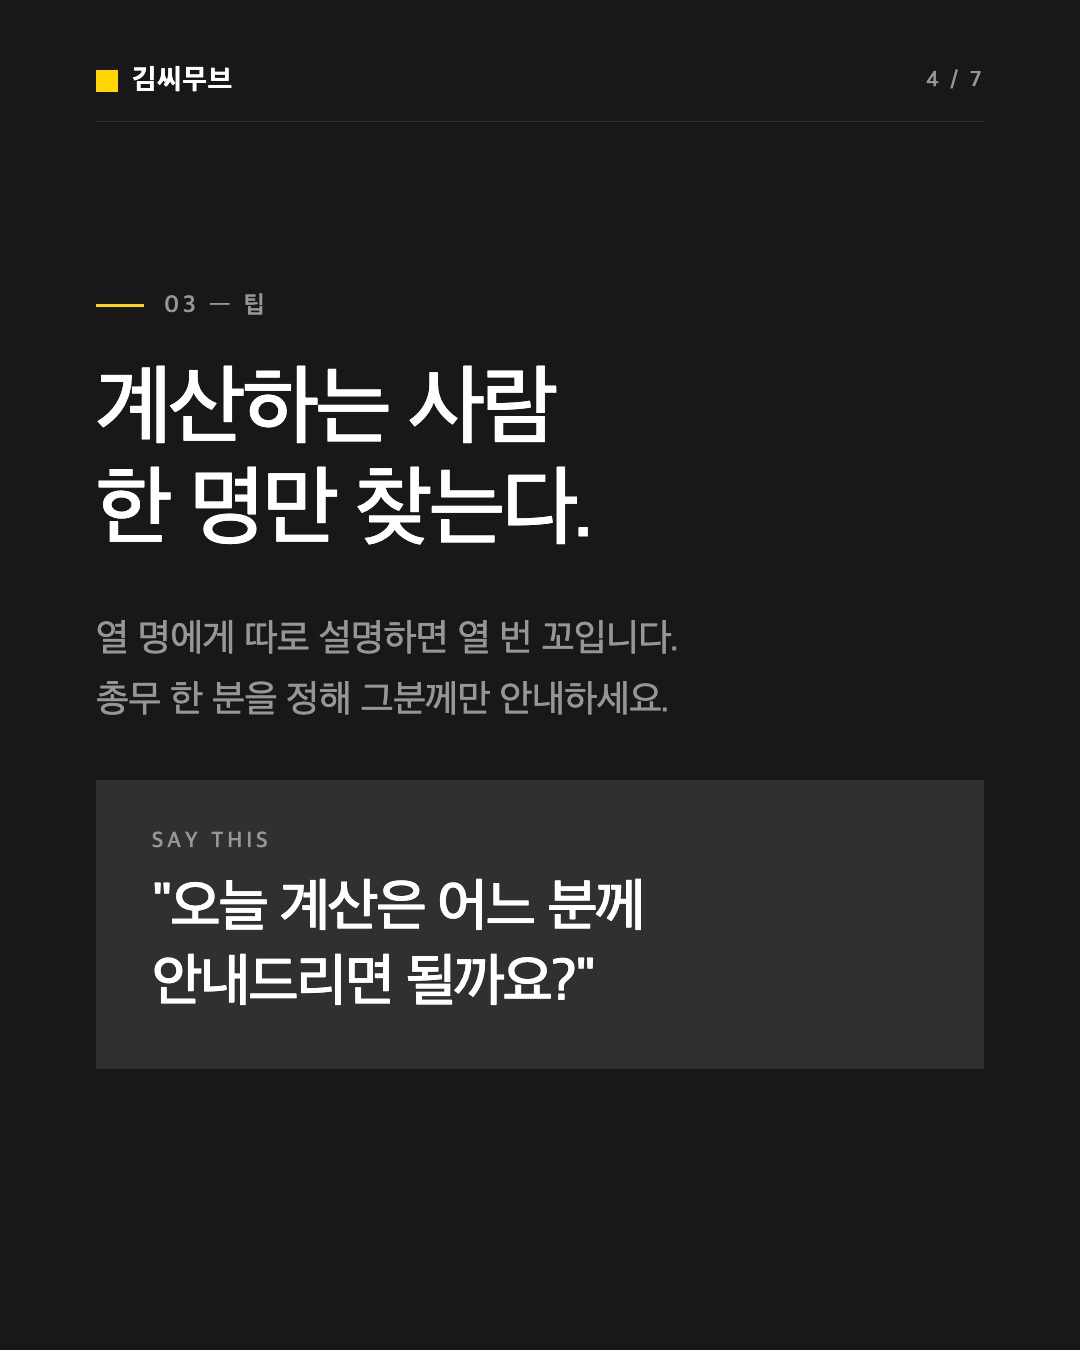 김씨무브
4 / 7
03 — 팁
계산하는 사람
한 명만 찾는다.
열 명에게 따로 설명하면 열 번 꼬입니다.
총무 한 분을 정해 그분께만 안내하세요.
SAY THIS
"오늘 계산은 어느 분께
안내드리면 될까요?"